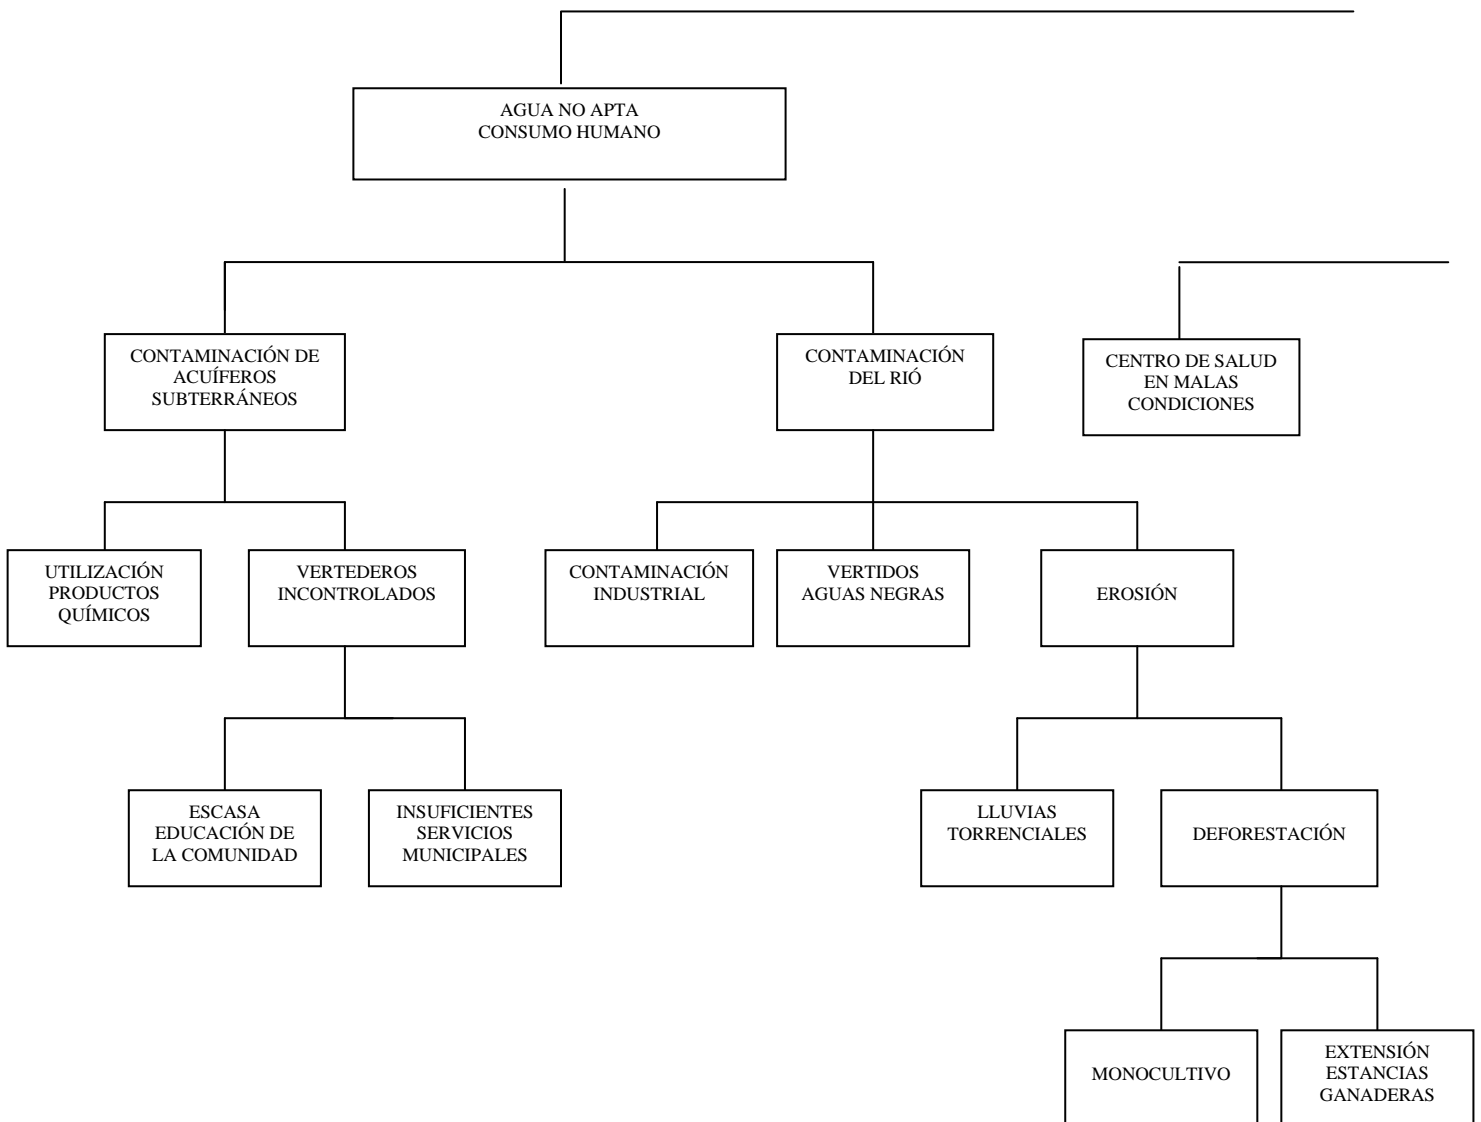 AGUA NO APTA
CONSUMO HUMANO
CONTAMINACIÓN DE
ACUÍFEROS
SUBTERRÁNEOS
CONTAMINACIÓN
DEL RIÓ
CENTRO DE SALUD
EN MALAS
CONDICIONES
UTILIZACIÓN
PRODUCTOS
QUÍMICOS
VERTEDEROS
INCONTROLADOS
CONTAMINACIÓN
INDUSTRIAL
VERTIDOS
AGUAS NEGRAS
EROSIÓN
ESCASA
EDUCACIÓN DE
LA COMUNIDAD
INSUFICIENTES
SERVICIOS
MUNICIPALES
LLUVIAS
TORRENCIALES
DEFORESTACIÓN
MONOCULTIVO
EXTENSIÓN
ESTANCIAS
GANADERAS